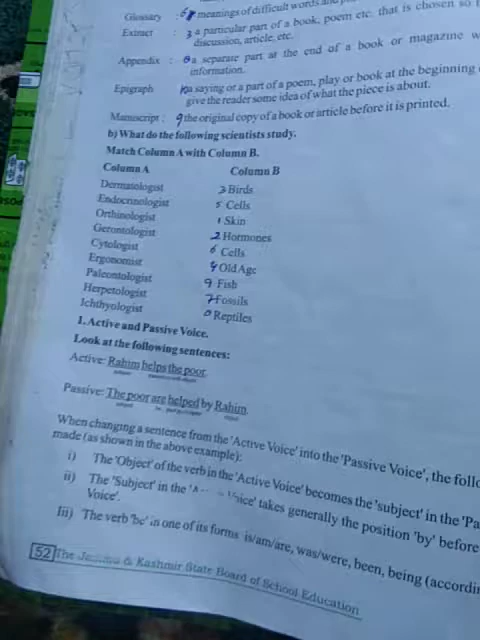 Glossary : 6 meanings of difficult words and
Extract : 3 a particular part of a book, poem etc. that is chosen so
discussion, article, etc.
Appendix : 8 a separate part at the end of a book or magazine
information.
Epigraph a saying or a part of a poem, play or book at the beginning
give the reader some idea of what the piece is about.
Manuscript : 9 the original copy of a book or article before it is printed.
b) What do the following scientists study.
Match Column A with Column B.
Column A Column B
Dermatologist 3 Birds
Endocrinologist 5 Cells
Orthinologist 1 Skin
Gerontologist 2 Hormones
Cytologist 6 Cells
Ergonomist 4 Old Age
Paleontologist 9 Fish
Herpetologist 7 Fossils
Ichthyologist Reptiles
1. Active and Passive Voice.
Look at the following sentences:
Active: Rahim helps the poor.
Passive: The poor are helped by Rahim.
When changing a sentence from the 'Active Voice' into the 'Passive Voice', the
made (as shown in the above example):
i) The 'Object' of the verb in the 'Active Voice' becomes the 'subject' in the
ii) The 'Subject' in the takes generally the position 'by' before
Voice'.
Iii) The verb 'be' in one of its forms is/am/are, was/were, been, being
52 The Jammu & Kashmir State Board of School Education